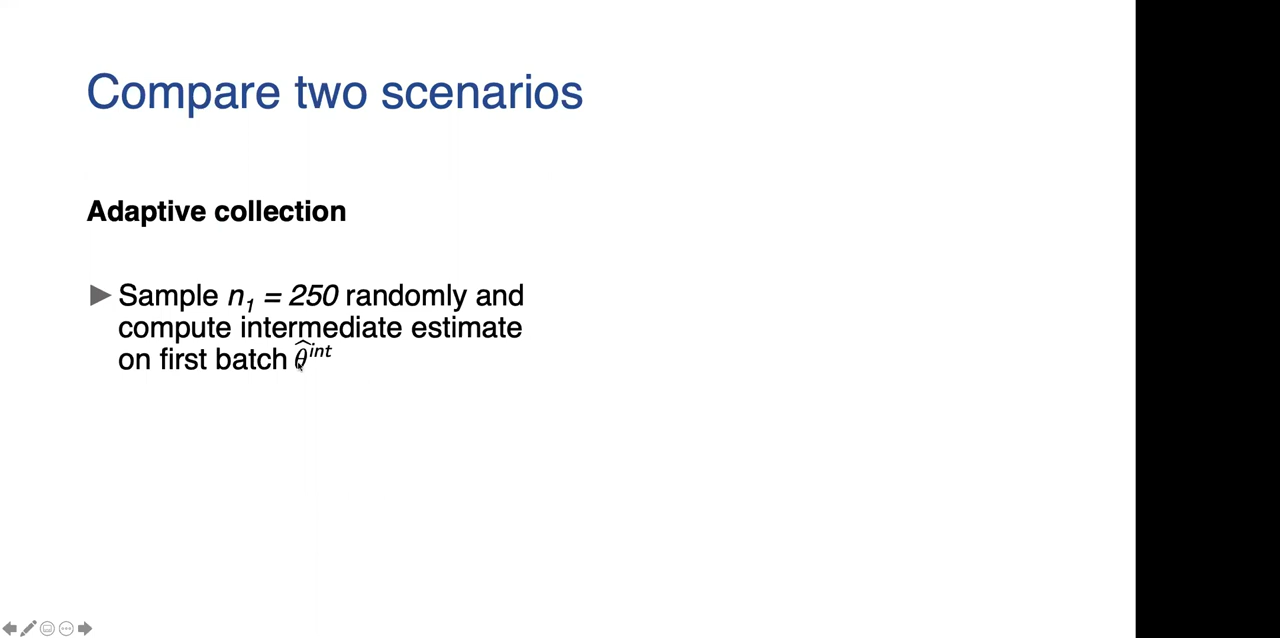 Compare two scenarios
Adaptive collection
▶ Sample n₁ = 250 randomly and
compute intermediate estimate
on first batch θ̂ⁱⁿᵗ